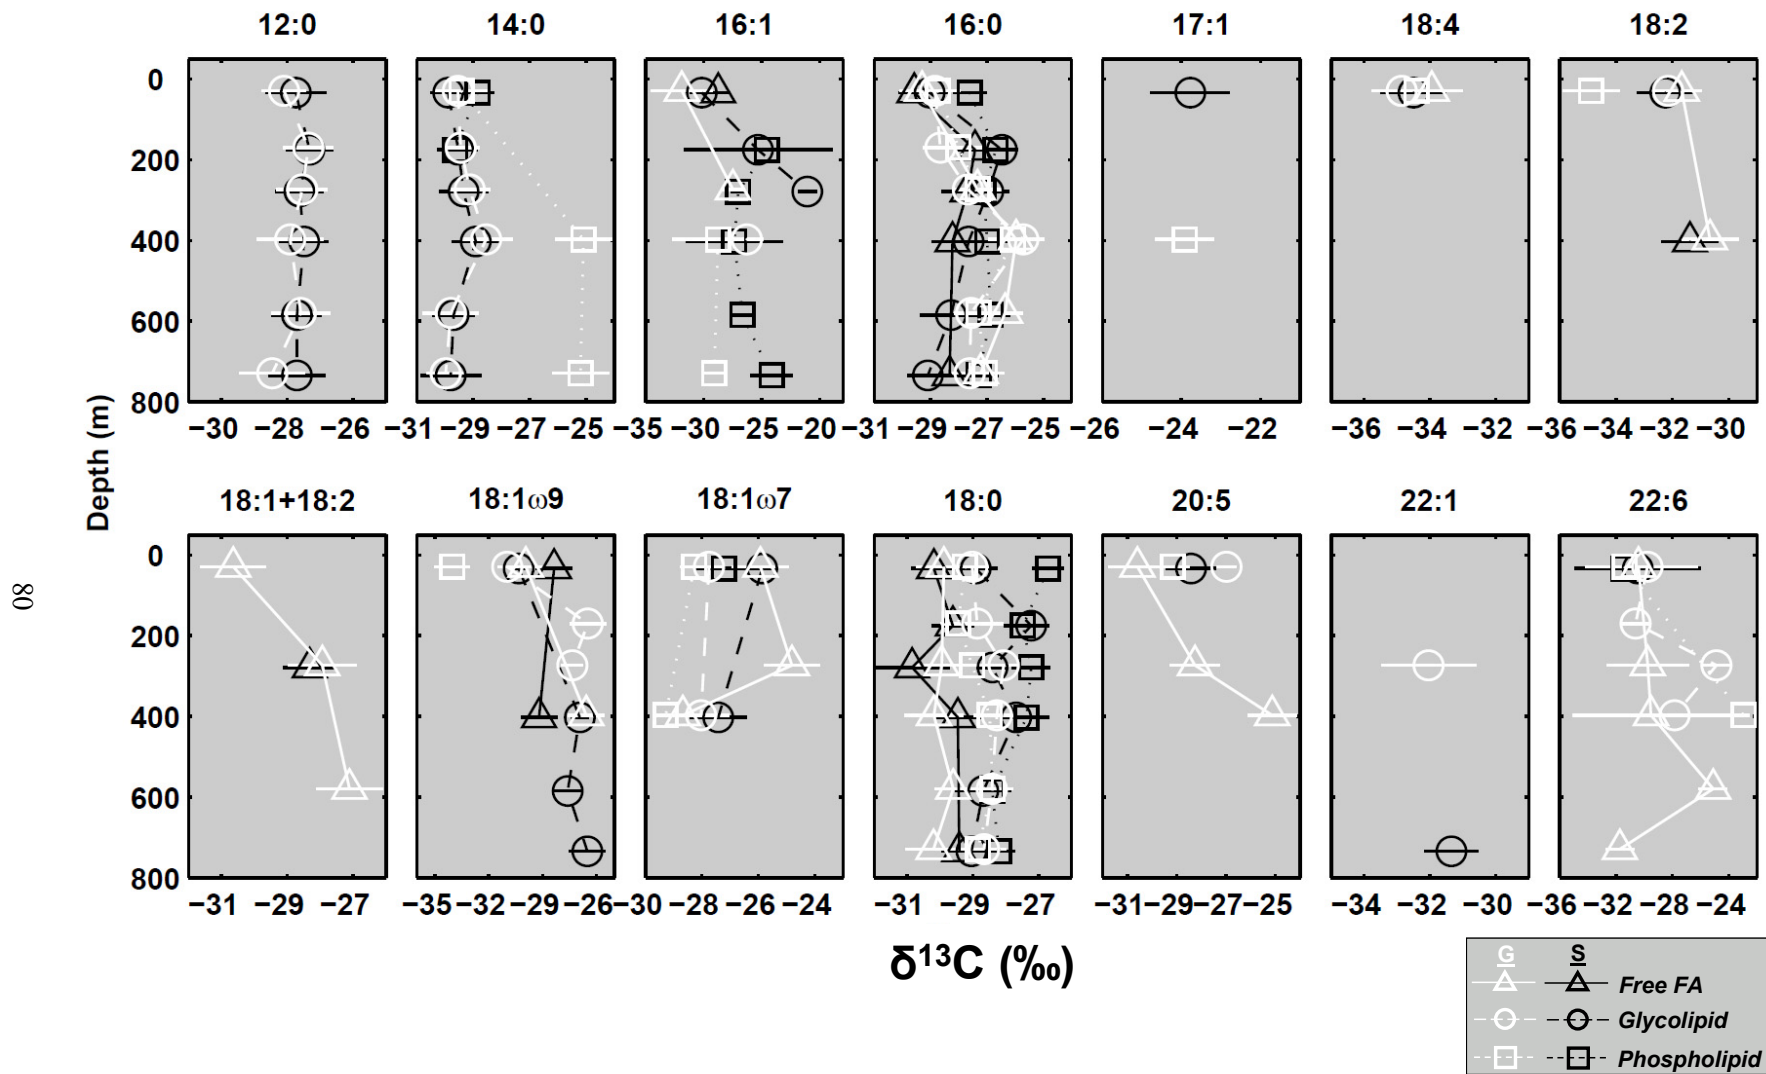 12:0 14:0 16:1 16:0 17:1 18:4 18:2
0
200
400
600
800
−30 −28 −26 −31 −29 −27 −25 −35 −30 −25 −20 −31 −29 −27 −25 −26 −24 −22 −36 −34 −32 −36 −34 −32 −30
Depth (m)
18:1+18:2 18:1ω9 18:1ω7 18:0 20:5 22:1 22:6
0
200
400
600
800
−31 −29 −27 −35 −32 −29 −26 −30 −28 −26 −24 −31 −29 −27 −31 −29 −27 −25 −34 −32 −30 −36 −32 −28 −24
δ¹³C (‰)
G S
Free FA
Glycolipid
Phospholipid
80